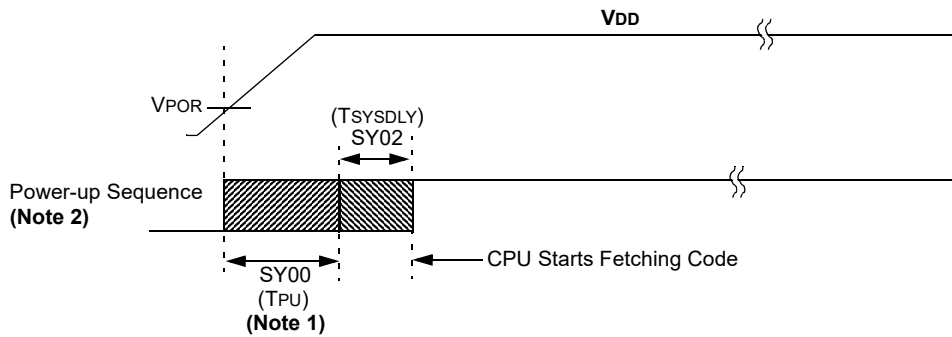 VDD
VPOR
(TSYSDLY)
SY02
Power-up Sequence
(Note 2)
CPU Starts Fetching Code
SY00
(TPU)
(Note 1)